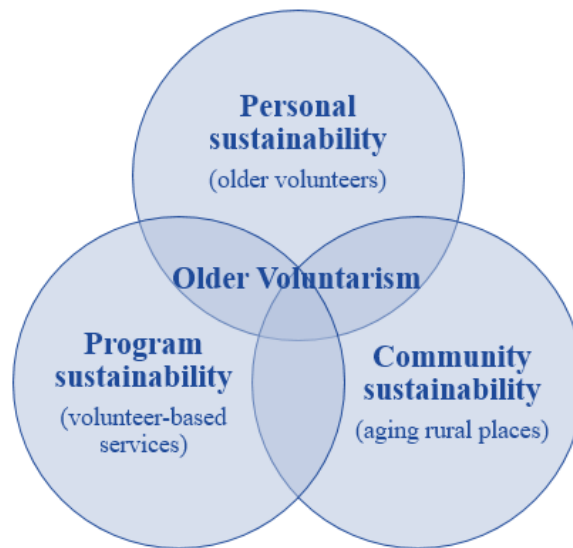 Personal
sustainability
(older volunteers)
Older Voluntarism
Program
sustainability
(volunteer-based
services)
Community
sustainability
(aging rural places)